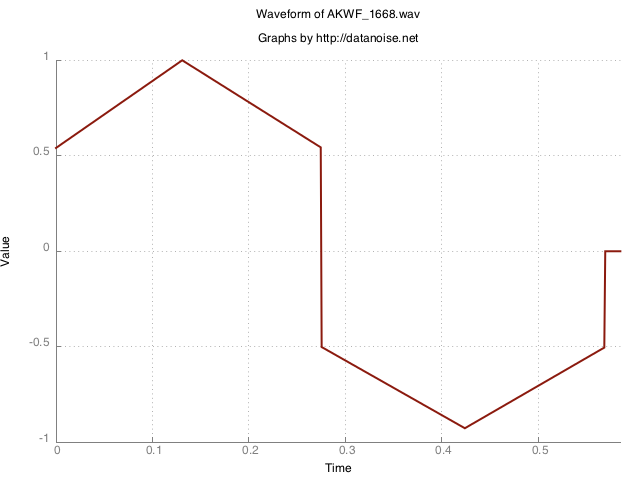 Waveform of AKWF_1668.wav
Graphs by http://datanoise.net
1
0.5
0
-0.5
-1
Value
0 0.1 0.2 0.3 0.4 0.5
Time